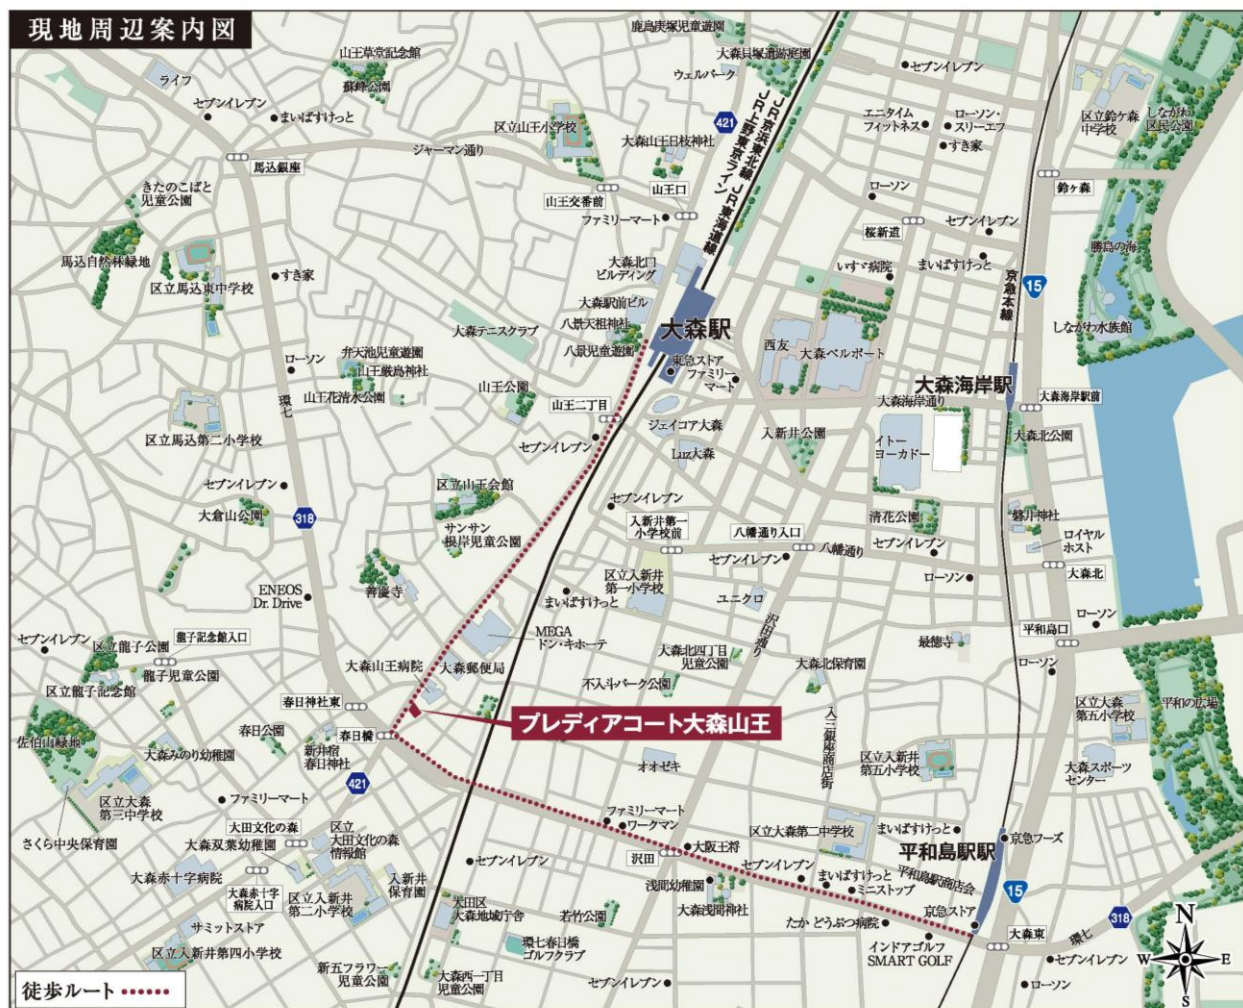 現地周辺案内図
鹿島庚塚児童遊園
山王草堂記念館
蘇峰公園
大森貝塚遺跡庭園
ウェルパーク
ライフ
セブンイレブン
セブンイレブン
まいばすけっと
区立山王小学校
421
大森山王日枝神社
JR京浜東北線
JR上野東京ライン
JR東海道線
エニタイム
フィットネス
ローソン・
スリーエフ
すき家
区立鈴ケ森
中学校
しながわ
区民公園
ジャーマン通り
馬込銀座
きたのこばと
児童公園
山王交番前
山王口
ファミリーマート
ローソン
桜新道
セブンイレブン
鈴ヶ森
馬込自然林緑地
区立馬込東中学校
すき家
大森北口
ビルディング
いすゞ病院
まいばすけっと
京急本線
15
勝島の海
しながわ水族館
大森駅前ビル
大森テニスクラブ
八景天祖神社
八景児童遊園
大森駅
東急ストア
ファミリー
マート
西友
大森ベルポート
弁天池児童遊園
山王厳島神社
山王花清水公園
ローソン
環七
山王公園
山王二丁目
大森海岸駅
大森海岸通り
大森海岸駅前
区立馬込第二小学校
セブンイレブン
ジェイコア大森
Luz大森
入新井公園
イトー
ヨーカドー
大森北公園
セブンイレブン
大倉山公園
318
区立山王会館
サンサン
根岸児童公園
セブンイレブン
入新井第一
小学校前
八幡通り入口
セブンイレブン
八幡通り
清花公園
セブンイレブン
磐井神社
ロイヤル
ホスト
大森北
ENEOS
Dr. Drive
善慶寺
まいばすけっと
区立入新井
第一小学校
ユニクロ
沢田通り
ローソン
ローソン
平和島口
セブンイレブン
区立龍子公園
龍子記念館入口
龍子児童公園
区立龍子記念館
MEGA
ドン・キホーテ
大森山王病院
大森郵便局
大森北四丁目
児童公園
不入斗パーク公園
大森北保育園
最徳寺
ローソン
春日神社東
春日橋
プレディアコート大森山王
入三銀座商店街
区立大森
第五小学校
平和の広場
佐伯山緑地
大森みのり幼稚園
春日公園
新井宿
春日神社
421
オオゼキ
区立入新井
第五小学校
大森スポーツ
センター
区立大森
第三中学校
ファミリーマート
さくら中央保育園
大田文化の森
大森双葉幼稚園
区立
大田文化の森
情報館
ファミリーマート
ワークマン
沢田
大阪王将
区立大森第二中学校
まいばすけっと
京急フーズ
平和島駅駅
平和島駅商店会
大森赤十字病院
大森赤十字
病院入口
区立入新井
第二小学校
入新井
保育園
セブンイレブン
浅間幼稚園
大森浅間神社
セブンイレブン
まいばすけっと
ミニストップ
京急ストア
15
サミットストア
区立入新井第四小学校
大田区
大森地域庁舎
若竹公園
環七春日橋
ゴルフクラブ
たか どうぶつ病院
インドアゴルフ
SMART GOLF
大森東
環七
318
セブンイレブン
ローソン
新五フラワー
児童公園
大森西一丁目
児童公園
セブンイレブン
N
W
E
S
徒歩ルート